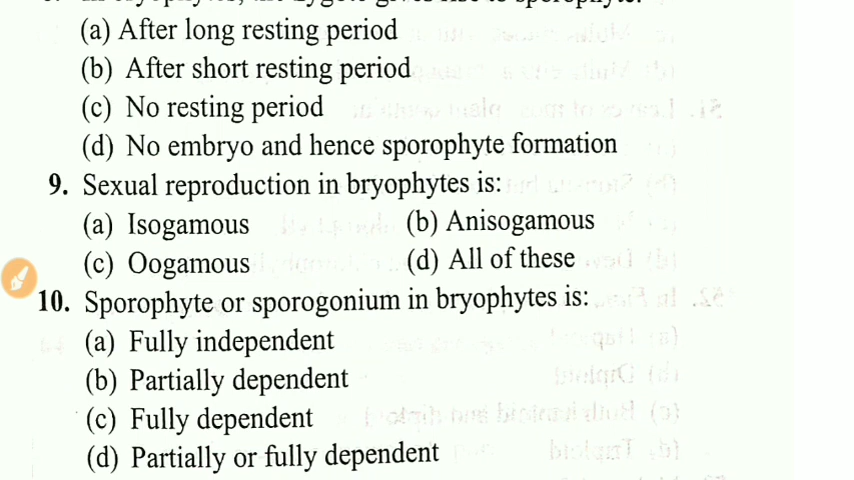 (a) After long resting period
(b) After short resting period
(c) No resting period
(d) No embryo and hence sporophyte formation
9. Sexual reproduction in bryophytes is:
(a) Isogamous (b) Anisogamous
(c) Oogamous (d) All of these
10. Sporophyte or sporogonium in bryophytes is:
(a) Fully independent
(b) Partially dependent
(c) Fully dependent
(d) Partially or fully dependent